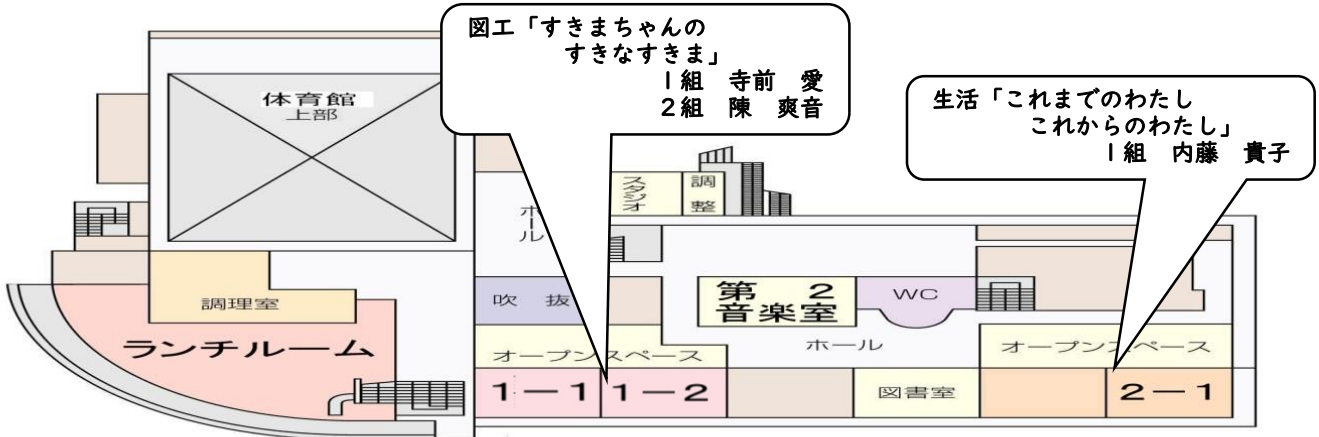 図工「すきまちゃんの
すきなすきま」
1組 寺前 愛
2組 陳 爽音
生活「これまでのわたし
これからのわたし」
1組 内藤 貴子
体育館
上部
スタジオ
調整
ホール
調理室
吹 抜
第 2
音楽室
WC
ランチルーム
オープンスペース
ホール
オープンスペース
1-1
1-2
図書室
2-1